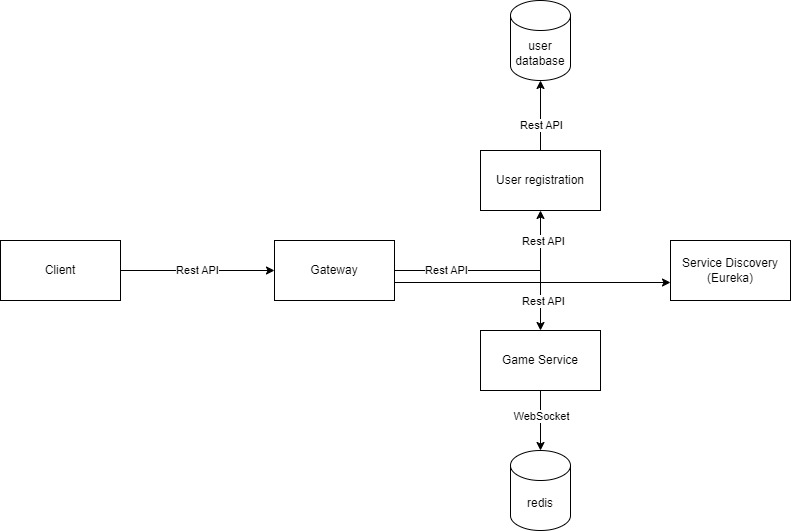 user
database
Rest API
User registration
Rest API
Client
Rest API
Gateway
Rest API
Service Discovery
(Eureka)
Rest API
Game Service
WebSocket
redis